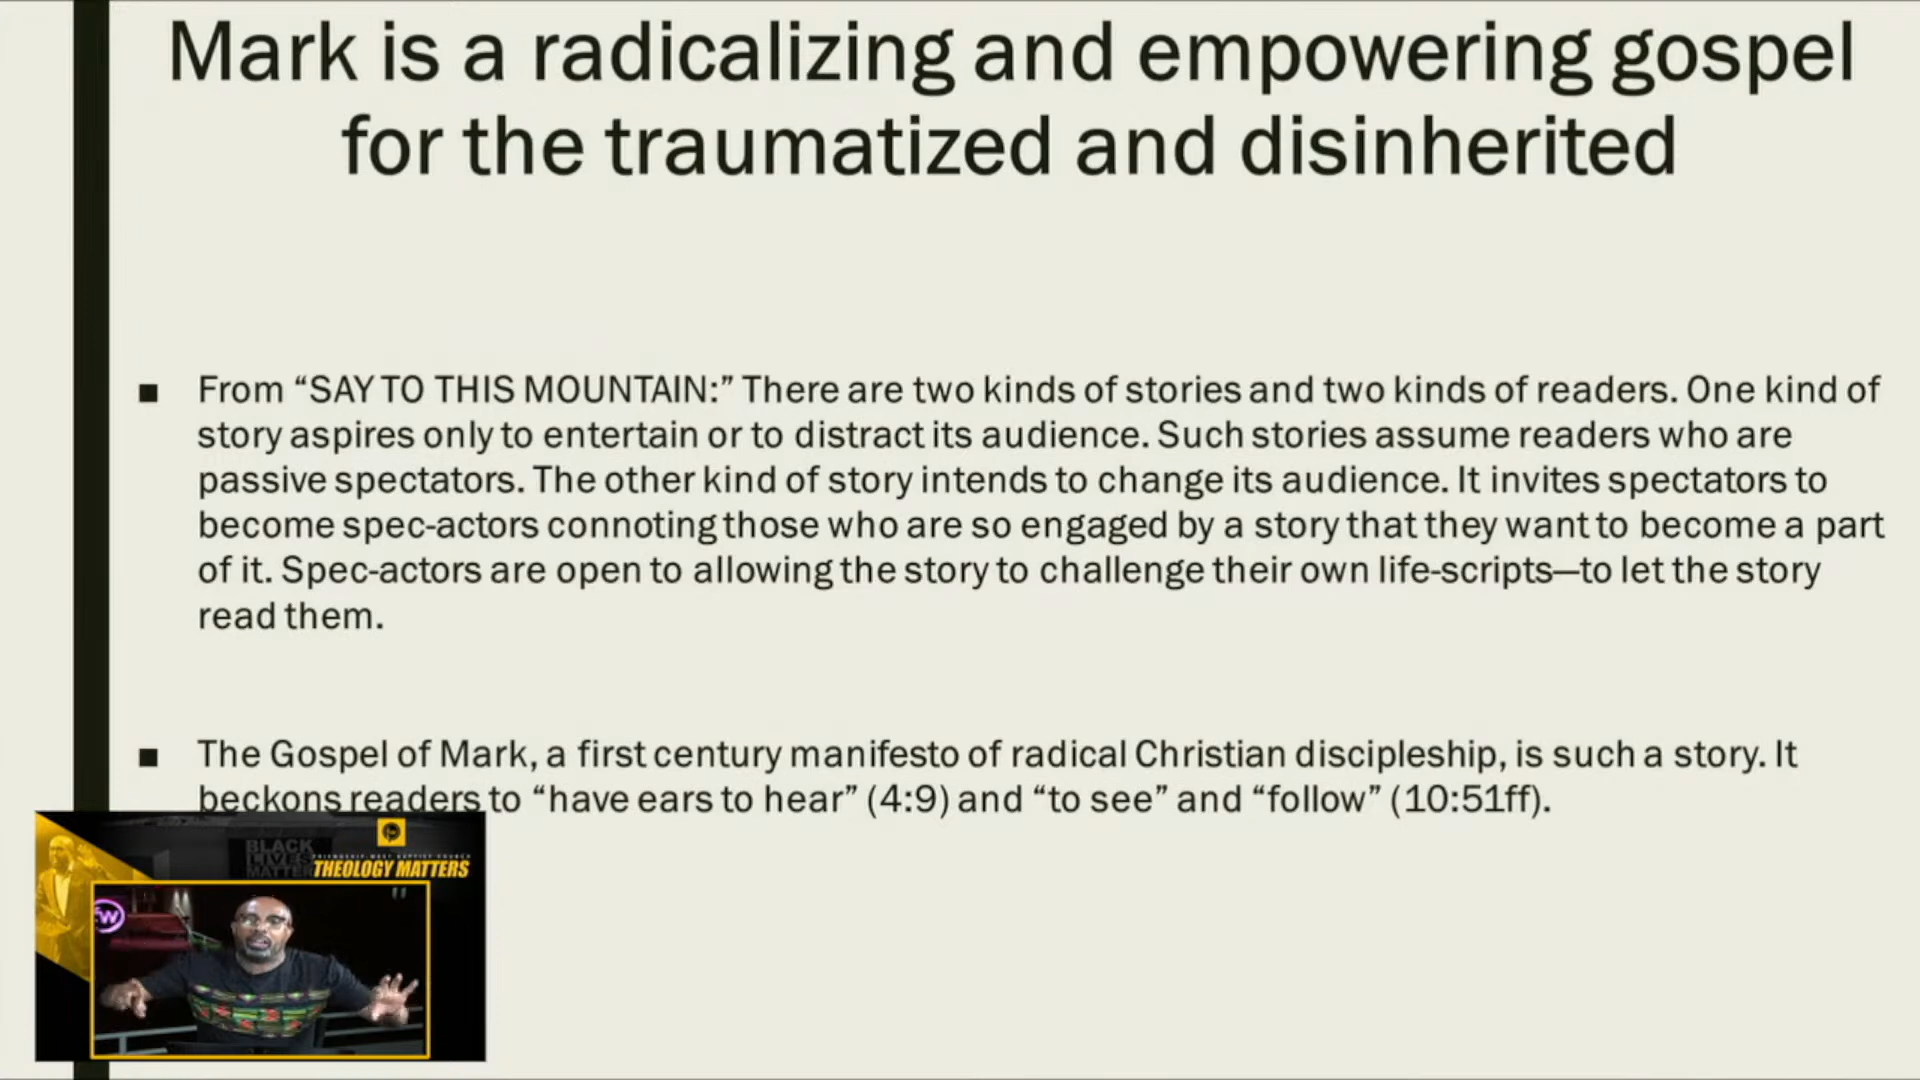 Mark is a radicalizing and empowering gospel
for the traumatized and disinherited
■ From “SAY TO THIS MOUNTAIN:” There are two kinds of stories and two kinds of readers. One kind of
story aspires only to entertain or to distract its audience. Such stories assume readers who are
passive spectators. The other kind of story intends to change its audience. It invites spectators to
become spec-actors connoting those who are so engaged by a story that they want to become a part
of it. Spec-actors are open to allowing the story to challenge their own life-scripts—to let the story
read them.
■ The Gospel of Mark, a first century manifesto of radical Christian discipleship, is such a story. It
beckons readers to “have ears to hear” (4:9) and “to see” and “follow” (10:51ff).
BLACK
LIVES
MATTER
FRIENDSHIP-WEST BAPTIST CHURCH
THEOLOGY MATTERS
fw